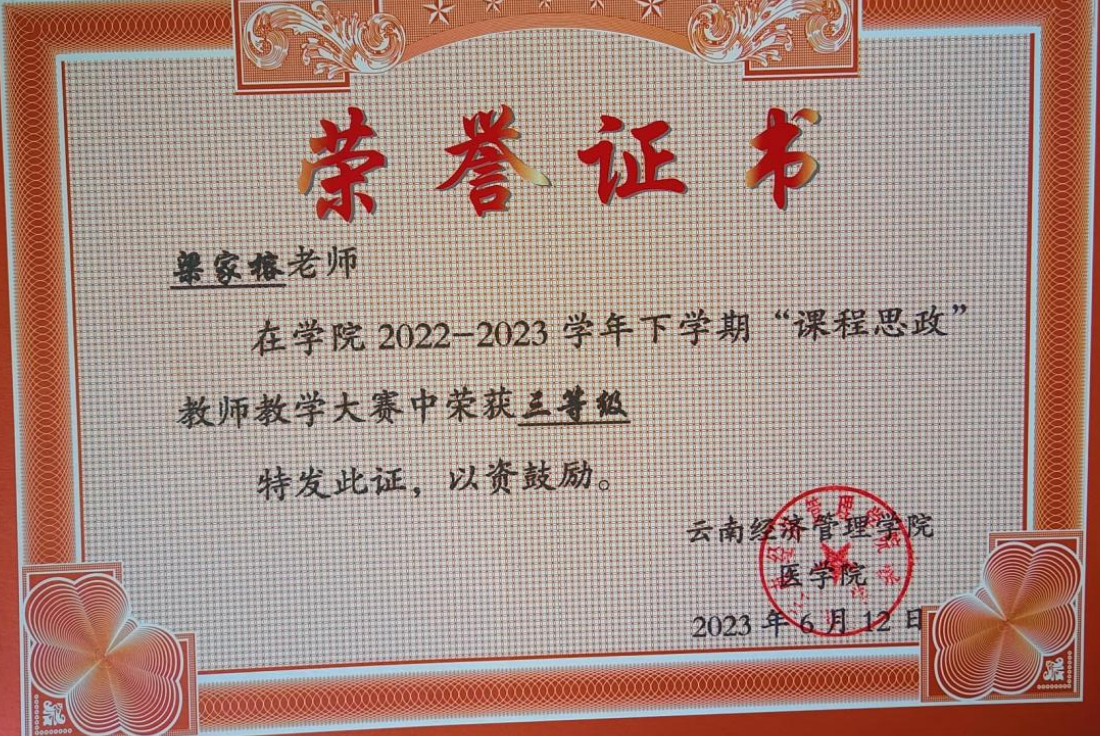 荣誉证书
梁家榕老师
在学院 2022-2023 学年下学期“课程思政”
教师教学大赛中荣获三等级
特发此证，以资鼓励。
云南经济管理学院
医学院
2023 年 6 月 12 日